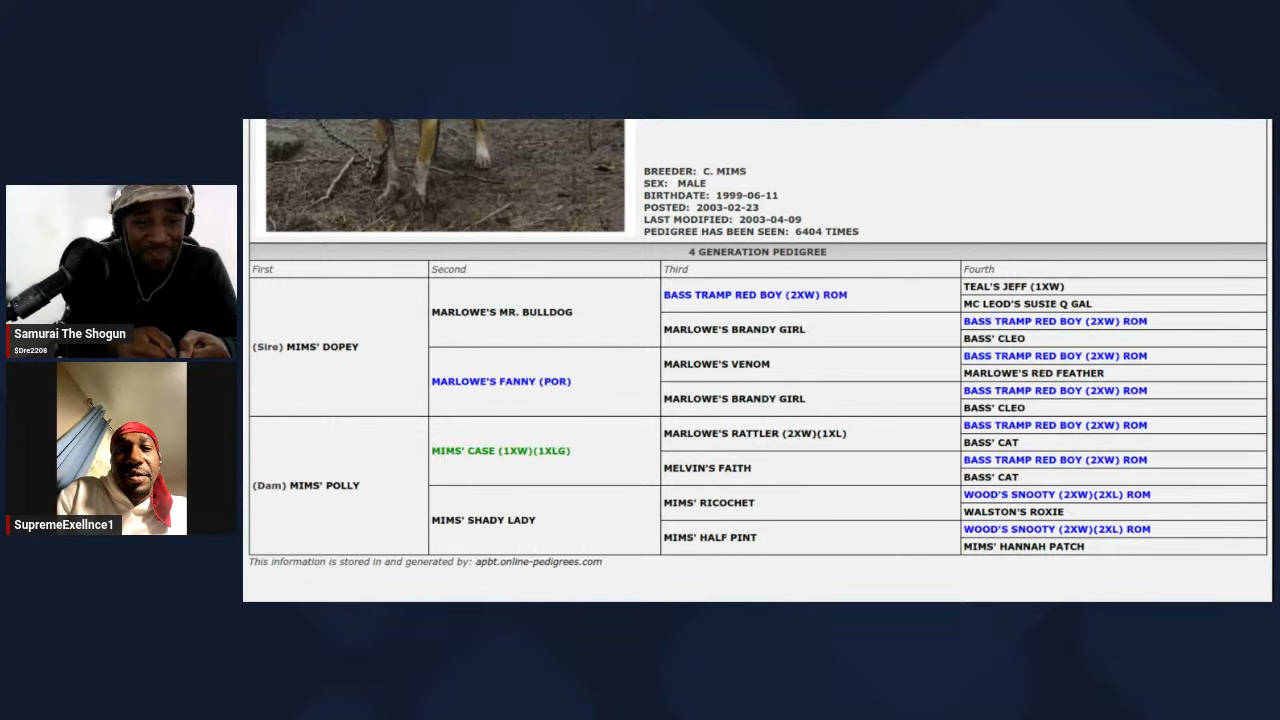 Samurai The Shogun
$Dre2208
SupremeExellnce1
BREEDER: C. MIMS
SEX: MALE
BIRTHDATE: 1999-06-11
POSTED: 2003-02-23
LAST MODIFIED: 2003-04-09
PEDIGREE HAS BEEN SEEN: 6404 TIMES
4 GENERATION PEDIGREE
First Second Third Fourth
(Sire) MIMS' DOPEY
MARLOWE'S MR. BULLDOG
BASS TRAMP RED BOY (2XW) ROM
TEAL'S JEFF (1XW)
MC LEOD'S SUSIE Q GAL
MARLOWE'S BRANDY GIRL
BASS TRAMP RED BOY (2XW) ROM
BASS' CLEO
MARLOWE'S FANNY (POR)
MARLOWE'S VENOM
BASS TRAMP RED BOY (2XW) ROM
MARLOWE'S RED FEATHER
MARLOWE'S BRANDY GIRL
BASS TRAMP RED BOY (2XW) ROM
BASS' CLEO
(Dam) MIMS' POLLY
MIMS' CASE (1XW)(1XLG)
MARLOWE'S RATTLER (2XW)(1XL)
BASS TRAMP RED BOY (2XW) ROM
BASS' CAT
MELVIN'S FAITH
BASS TRAMP RED BOY (2XW) ROM
BASS' CAT
MIMS' SHADY LADY
MIMS' RICOCHET
WOOD'S SNOOTY (2XW)(2XL) ROM
WALSTON'S ROXIE
MIMS' HALF PINT
WOOD'S SNOOTY (2XW)(2XL) ROM
MIMS' HANNAH PATCH
This information is stored in and generated by: apbt.online-pedigrees.com